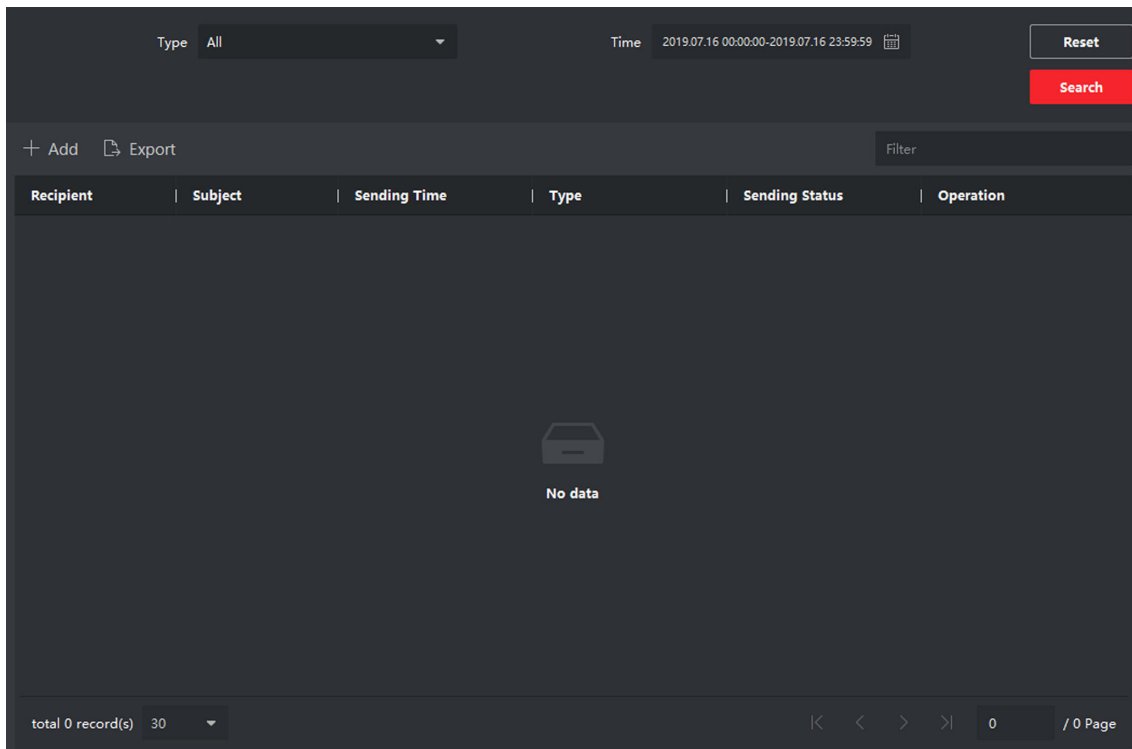 Type All Time 2019.07.16 00:00:00-2019.07.16 23:59:59 Reset
Search
Add Export Filter
Recipient Subject Sending Time Type Sending Status Operation
No data
total 0 record(s) 30 0 / 0 Page